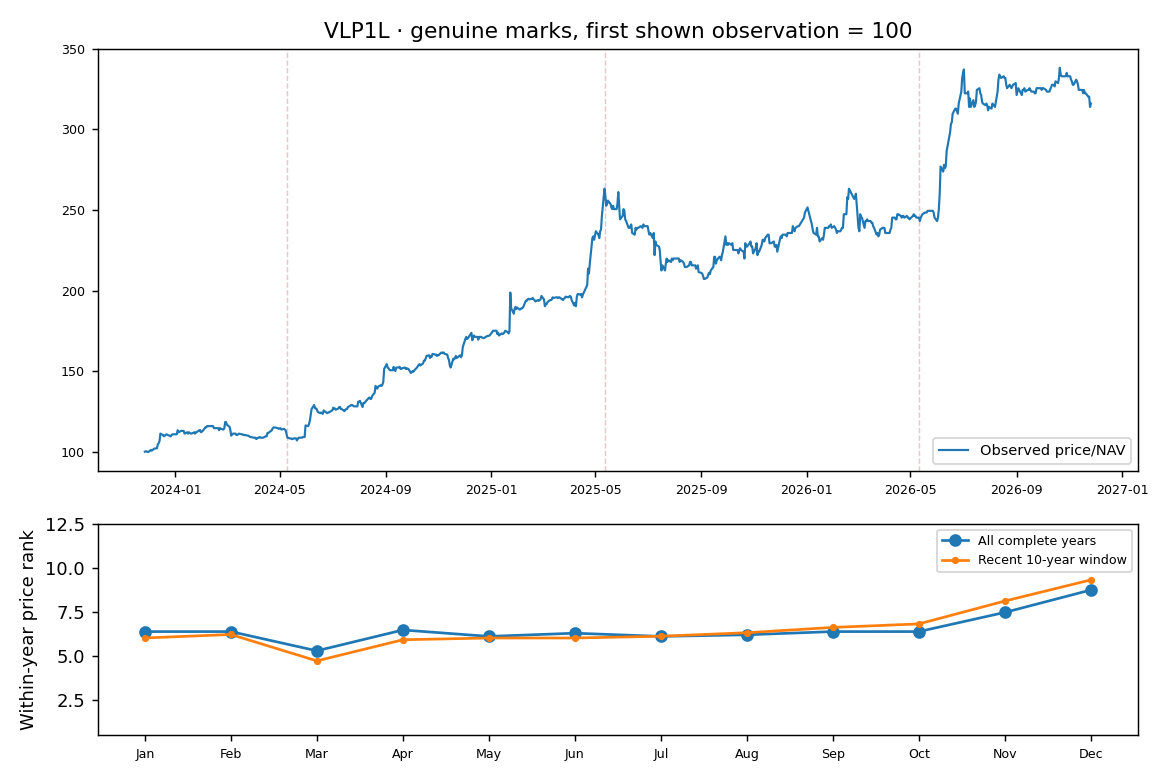 VLP1L · genuine marks, first shown observation = 100
350
300
250
200
150
100
Observed price/NAV
2024-01 2024-05 2024-09 2025-01 2025-05 2025-09 2026-01 2026-05 2026-09 2027-01
Within-year price rank
12.5
10.0
7.5
5.0
2.5
All complete years
Recent 10-year window
Jan Feb Mar Apr May Jun Jul Aug Sep Oct Nov Dec